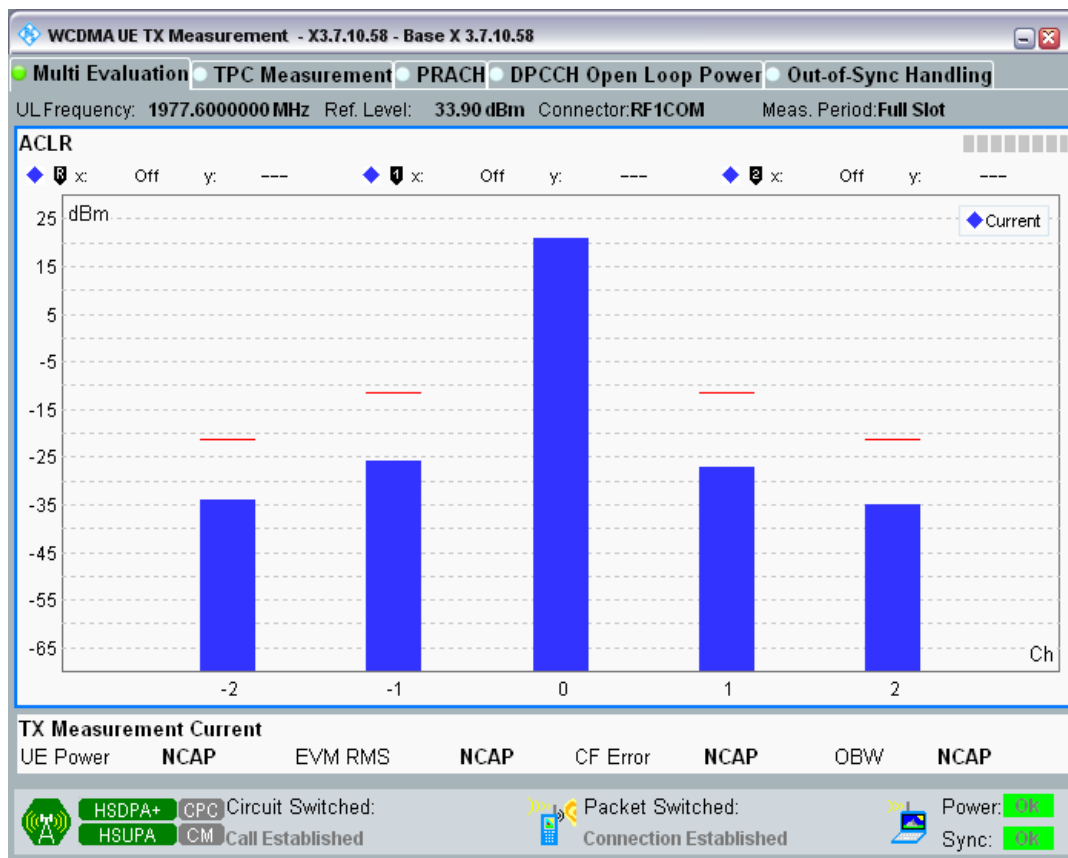 WCDMA UE TX Measurement - X3.7.10.58 - Base X 3.7.10.58
Multi Evaluation TPC Measurement PRACH DPCCH Open Loop Power Out-of-Sync Handling
UL Frequency: 1977.6000000 MHz Ref. Level: 33.90 dBm Connector:RF1COM Meas. Period:Full Slot
ACLR
R x: Off y: --- 1 x: Off y: --- 2 x: Off y: ---
dBm
Current
25
15
5
-5
-15
-25
-35
-45
-55
-65
Ch
-2 -1 0 1 2
TX Measurement Current
UE Power NCAP EVM RMS NCAP CF Error NCAP OBW NCAP
HSDPA+ CPC Circuit Switched: Packet Switched: Power: OK
HSUPA CM Call Established Connection Established Sync: OK